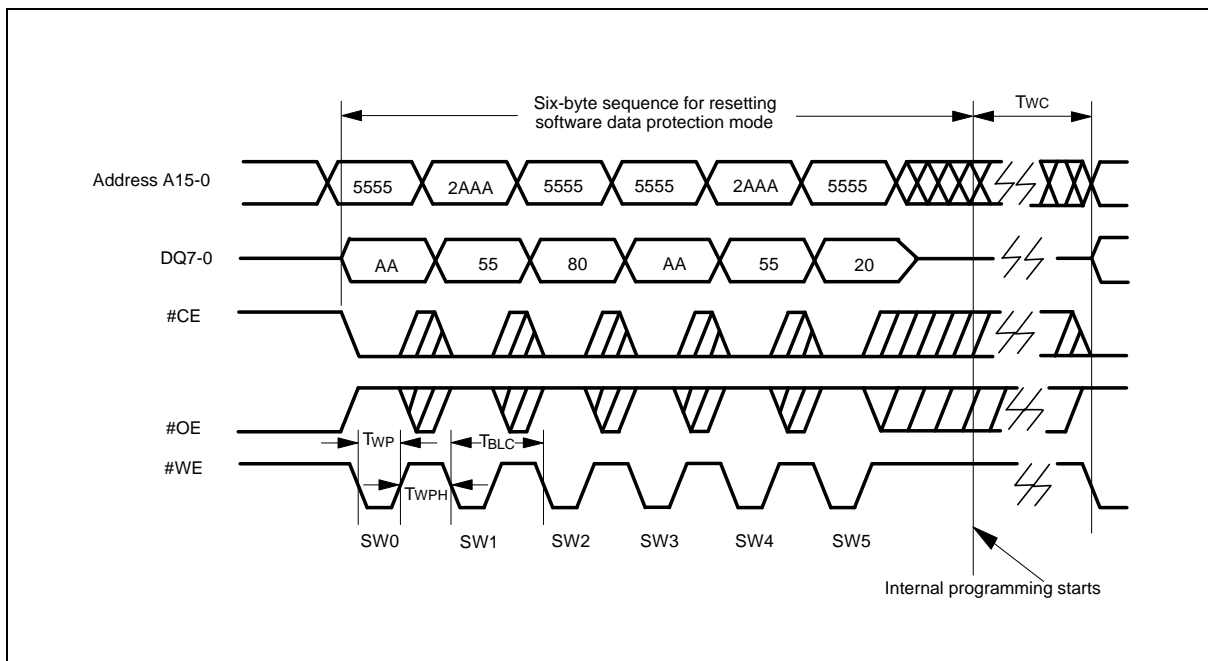 Six-byte sequence for resetting
software data protection mode
TWC
Address A15-0
5555
2AAA
5555
5555
2AAA
5555
DQ7-0
AA
55
80
AA
55
20
#CE
#OE
TWP
TBLC
#WE
TWPH
SW0
SW1
SW2
SW3
SW4
SW5
Internal programming starts